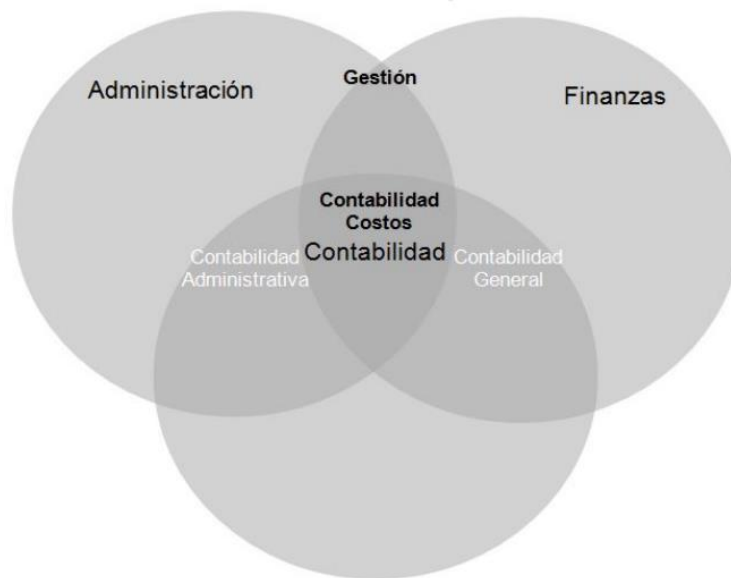 Administración
Gestión
Finanzas
Contabilidad
Costos
Contabilidad
Contabilidad
Administrativa
Contabilidad
General